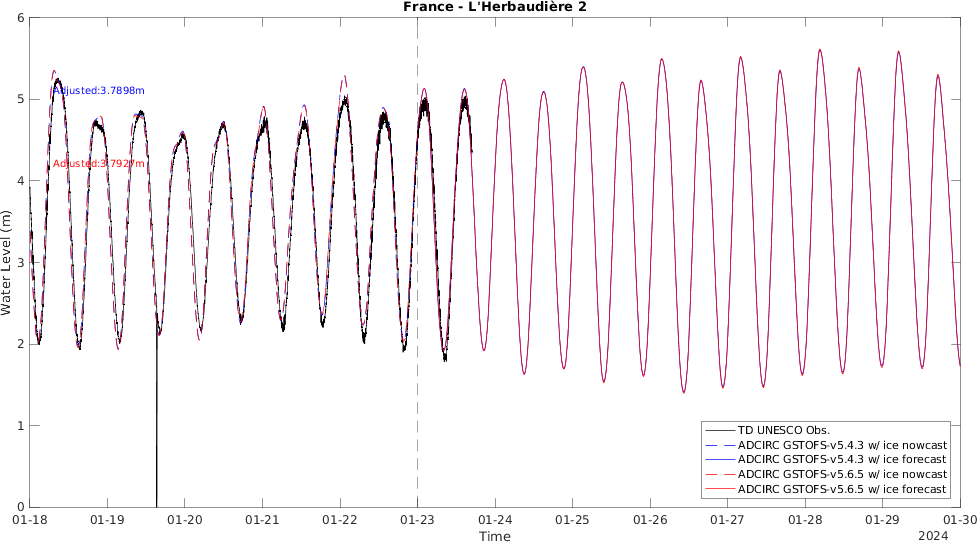 France - L'Herbaudière 2
Water Level (m)
6
5
4
3
2
1
0
Adjusted:3.7898m
Adjusted:3.7927m
TD UNESCO Obs.
ADCIRC GSTOFS-v5.4.3 w/ ice nowcast
ADCIRC GSTOFS-v5.4.3 w/ ice forecast
ADCIRC GSTOFS-v5.6.5 w/ ice nowcast
ADCIRC GSTOFS-v5.6.5 w/ ice forecast
01-18 01-19 01-20 01-21 01-22 01-23 01-24 01-25 01-26 01-27 01-28 01-29 01-30
Time
2024